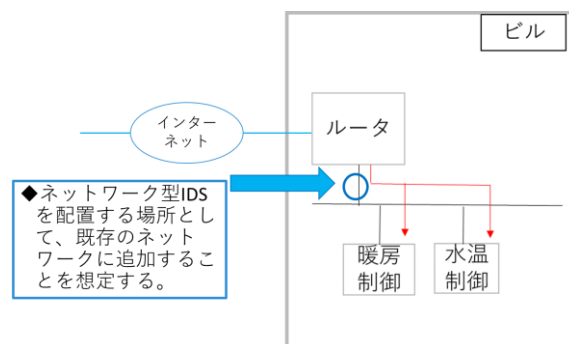 ビル
インター
ネット
ルータ
◆ネットワーク型IDS
を配置する場所とし
て、既存のネット
ワークに追加するこ
とを想定する。
暖房
制御
水温
制御